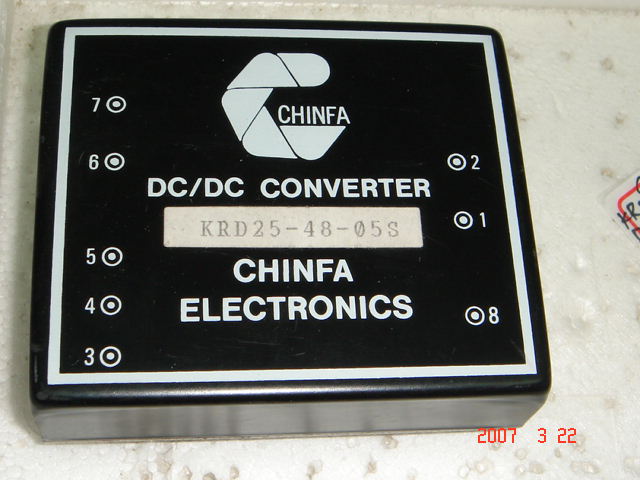 CHINFA
7
6
2
DC/DC CONVERTER
KRD25-48-05S
1
CHINFA
5
ELECTRONICS
4
8
3
2007 3 22